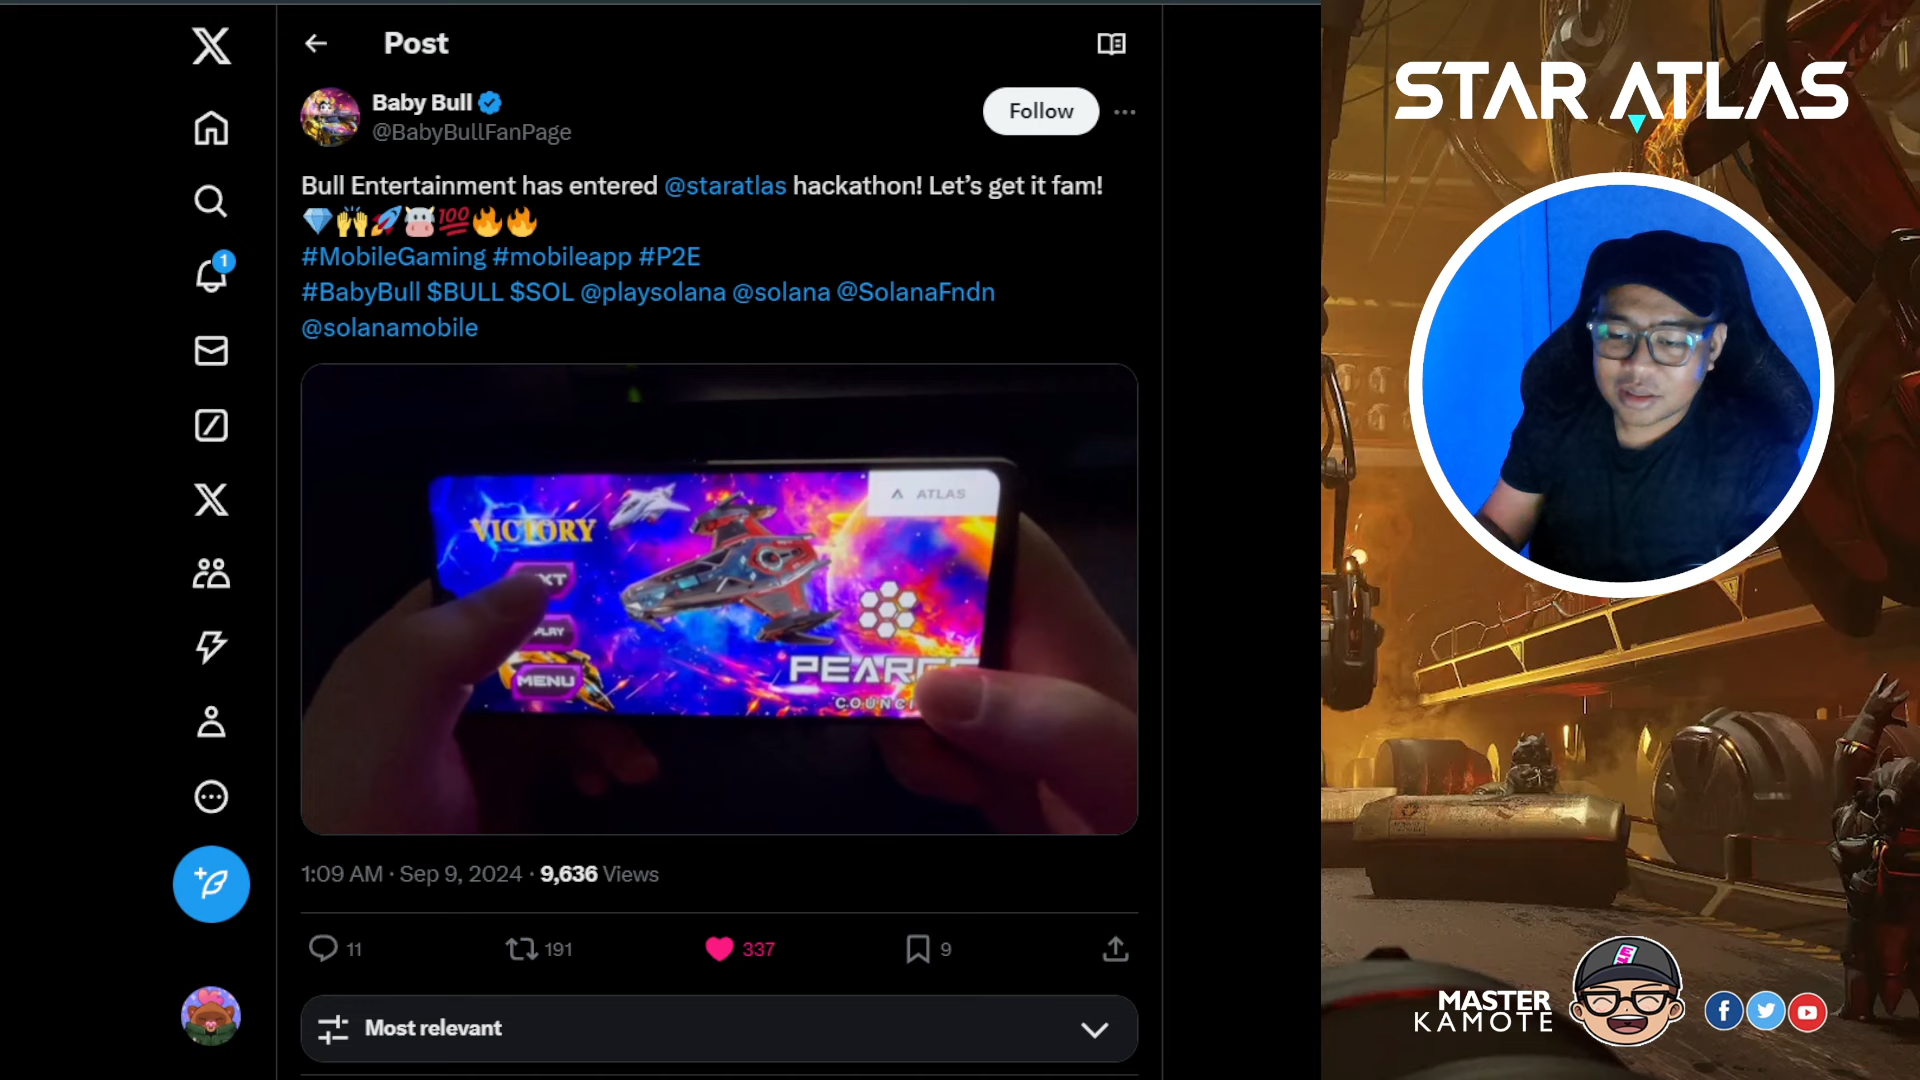 Post
Baby Bull
@BabyBullFanPage
Follow
Bull Entertainment has entered @staratlas hackathon! Let's get it fam!
💎🙌🚀🐮💯🔥🔥
#MobileGaming #mobileapp #P2E
#BabyBull $BULL $SOL @playsolana @solana @SolanaFndn
@solanamobile
1
ATLAS
VICTORY
MENU
1:09 AM · Sep 9, 2024 · 9,636 Views
11
191
337
9
Most relevant
STAR ATLAS
MASTER
KAMOTE